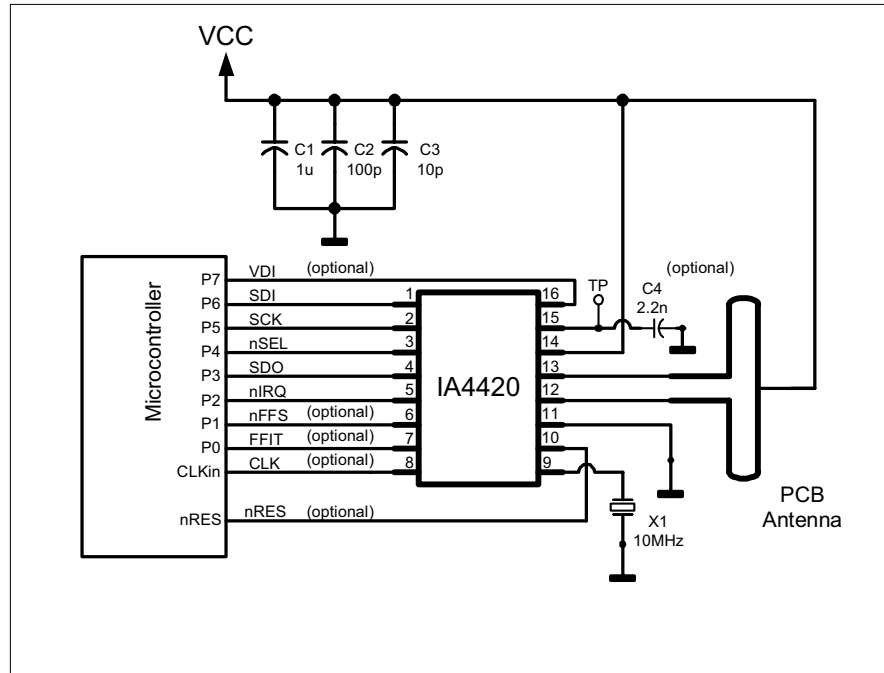 VCC
C1
1u
C2
100p
C3
10p
Microcontroller
P7 VDI (optional)
P6 SDI
P5 SCK
P4 nSEL
P3 SDO
P2 nIRQ
P1 nFFS (optional)
P0 FFIT (optional)
CLKin CLK (optional)
nRES nRES (optional)
1
2
3
4
5
6
7
8
IA4420
16
15
14
13
12
11
10
9
TP
(optional)
C4
2.2n
X1
10MHz
PCB
Antenna